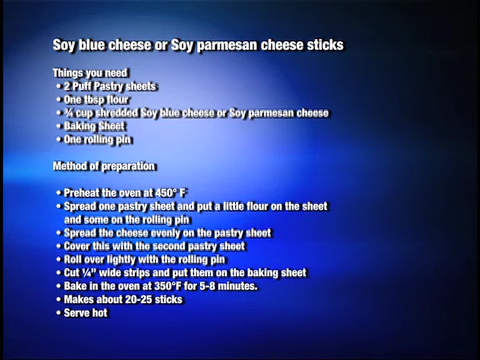 Soy blue cheese or Soy parmesan cheese sticks
Things you need
• 2 Puff Pastry sheets
• One tbsp flour
• ¾ cup shredded Soy blue cheese or Soy parmesan cheese
• Baking Sheet
• One rolling pin
Method of preparation
• Preheat the oven at 450° F
• Spread one pastry sheet and put a little flour on the sheet
and some on the rolling pin
• Spread the cheese evenly on the pastry sheet
• Cover this with the second pastry sheet
• Roll over lightly with the rolling pin
• Cut ¼” wide strips and put them on the baking sheet
• Bake in the oven at 350°F for 5-8 minutes.
• Makes about 20-25 sticks
• Serve hot